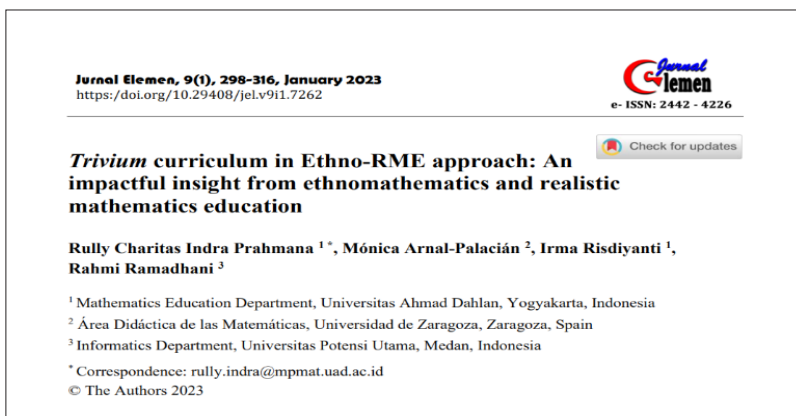 Jurnal Elemen, 9(1), 298-316, January 2023
https:/doi.org/10.29408/jel.v9i1.7262
Jurnal
Elemen
e- ISSN: 2442 - 4226
Check for updates
Trivium curriculum in Ethno-RME approach: An
impactful insight from ethnomathematics and realistic
mathematics education
Rully Charitas Indra Prahmana 1 *, Mónica Arnal-Palacián 2, Irma Risdiyanti 1,
Rahmi Ramadhani 3
1 Mathematics Education Department, Universitas Ahmad Dahlan, Yogyakarta, Indonesia
2 Área Didáctica de las Matemáticas, Universidad de Zaragoza, Zaragoza, Spain
3 Informatics Department, Universitas Potensi Utama, Medan, Indonesia
* Correspondence: rully.indra@mpmat.uad.ac.id
© The Authors 2023